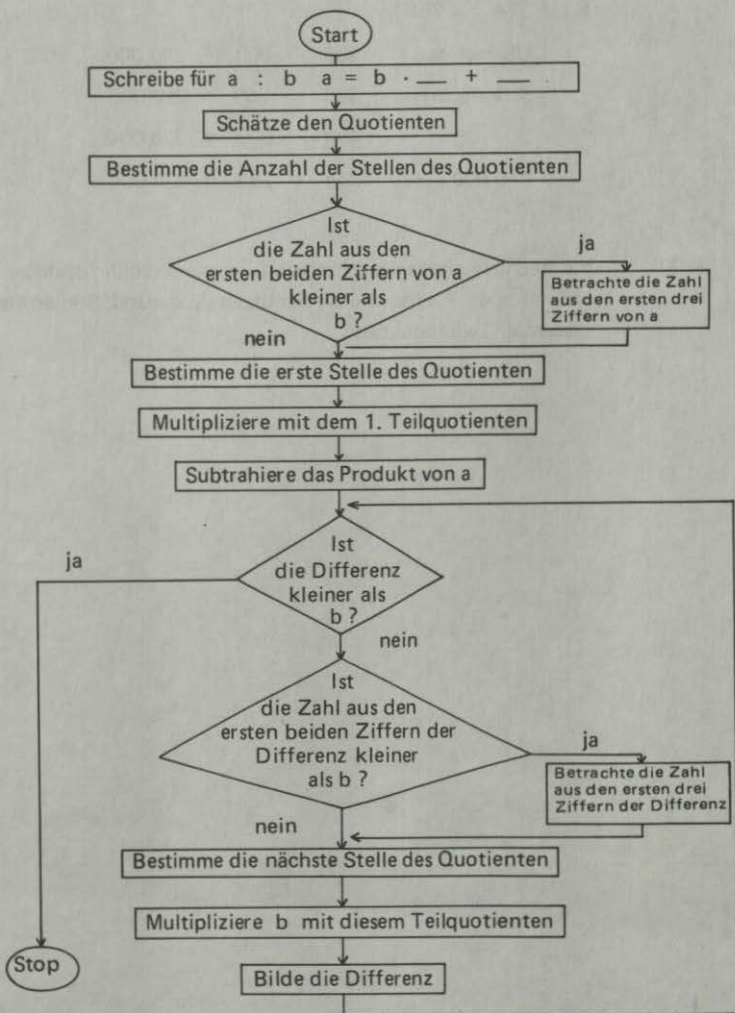 Start
Schreibe für a : b a = b · __ + __
Schätze den Quotienten
Bestimme die Anzahl der Stellen des Quotienten
Ist
die Zahl aus den
ersten beiden Ziffern von a
kleiner als
b ?
ja
Betrachte die Zahl
aus den ersten drei
Ziffern von a
nein
Bestimme die erste Stelle des Quotienten
Multipliziere mit dem 1. Teilquotienten
Subtrahiere das Produkt von a
Ist
die Differenz
kleiner als
b ?
ja
nein
Ist
die Zahl aus den
ersten beiden Ziffern der
Differenz kleiner
als b ?
ja
Betrachte die Zahl
aus den ersten drei
Ziffern der Differenz
nein
Bestimme die nächste Stelle des Quotienten
Multipliziere b mit diesem Teilquotienten
Stop
Bilde die Differenz